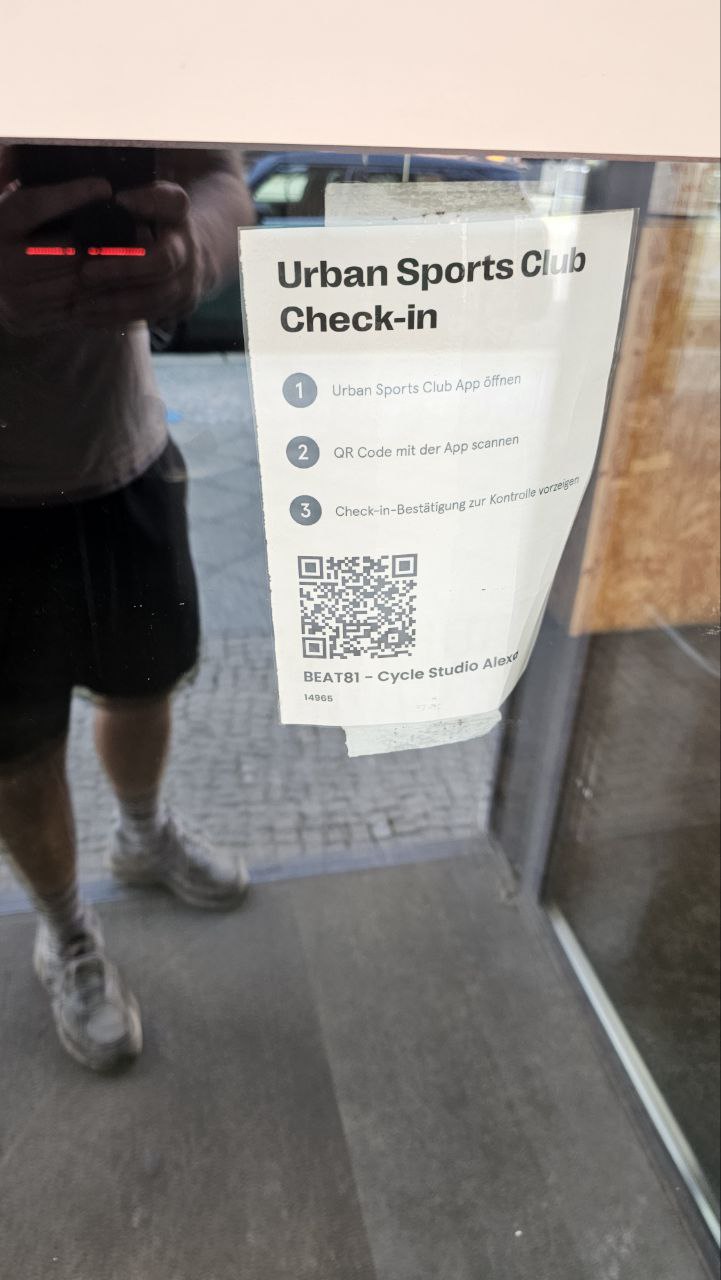 Urban Sports Club
Check-in
1 Urban Sports Club App öffnen
2 QR Code mit der App scannen
3 Check-in-Bestätigung zur Kontrolle vorzeigen
BEAT81 - Cycle Studio Alexa
14965